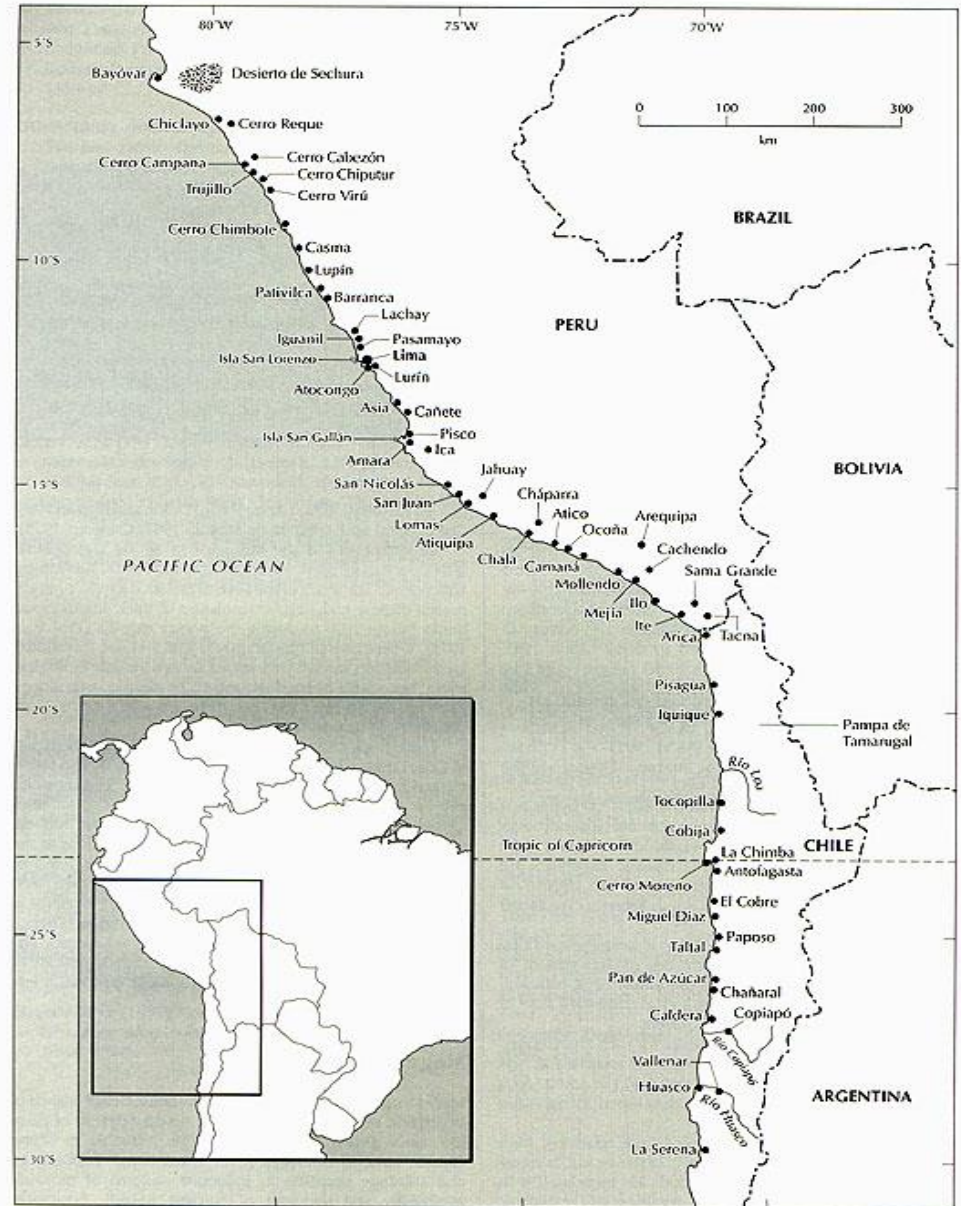 80°W
75°W
70°W
5°S
Bayóvar
Desierto de Sechura
0 100 200 300
km
Chiclayo
Cerro Reque
Cerro Cabezón
Cerro Campana
Cerro Chiputur
Trujillo
Cerro Virú
BRAZIL
Cerro Chimbote
Casma
10°S
Lupín
Pativilca
Barranca
Lachay
PERU
Iguanil
Pasamayo
Isla San Lorenzo
Lima
Lurín
Atocongo
Asia
Cañete
Pisco
Isla San Gallán
Ica
Amara
BOLIVIA
Jahuay
15°S
San Nicolás
Cháparra
San Juan
Atico
Arequipa
Lomas
Ocoña
Atiquipa
Cachendo
Chala
PACIFIC OCEAN
Camaná
Sama Grande
Mollendo
Ilo
Mejía
Ite
Arica
Tacna
Pisagua
20°S
Iquique
Pampa de
Tamarugal
Río Loa
Tocopilla
Cobija
Tropic of Capricorn
CHILE
La Chimba
Antofagasta
Cerro Moreno
El Cobre
Miguel Díaz
25°S
Paposo
Taltal
Pan de Azúcar
Chañaral
Caldera
Copiapó
Río Copiapó
Vallenar
Huasco
ARGENTINA
Río Huasco
La Serena
30°S